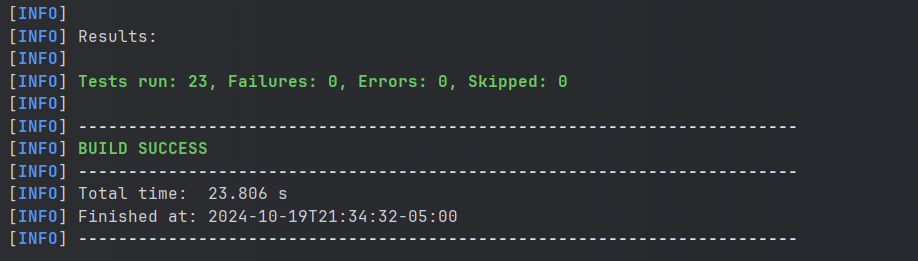 [INFO]
[INFO] Results:
[INFO]
[INFO] Tests run: 23, Failures: 0, Errors: 0, Skipped: 0
[INFO]
[INFO] ------------------------------------------------------------------------
[INFO] BUILD SUCCESS
[INFO] ------------------------------------------------------------------------
[INFO] Total time:  23.806 s
[INFO] Finished at: 2024-10-19T21:34:32-05:00
[INFO] ------------------------------------------------------------------------